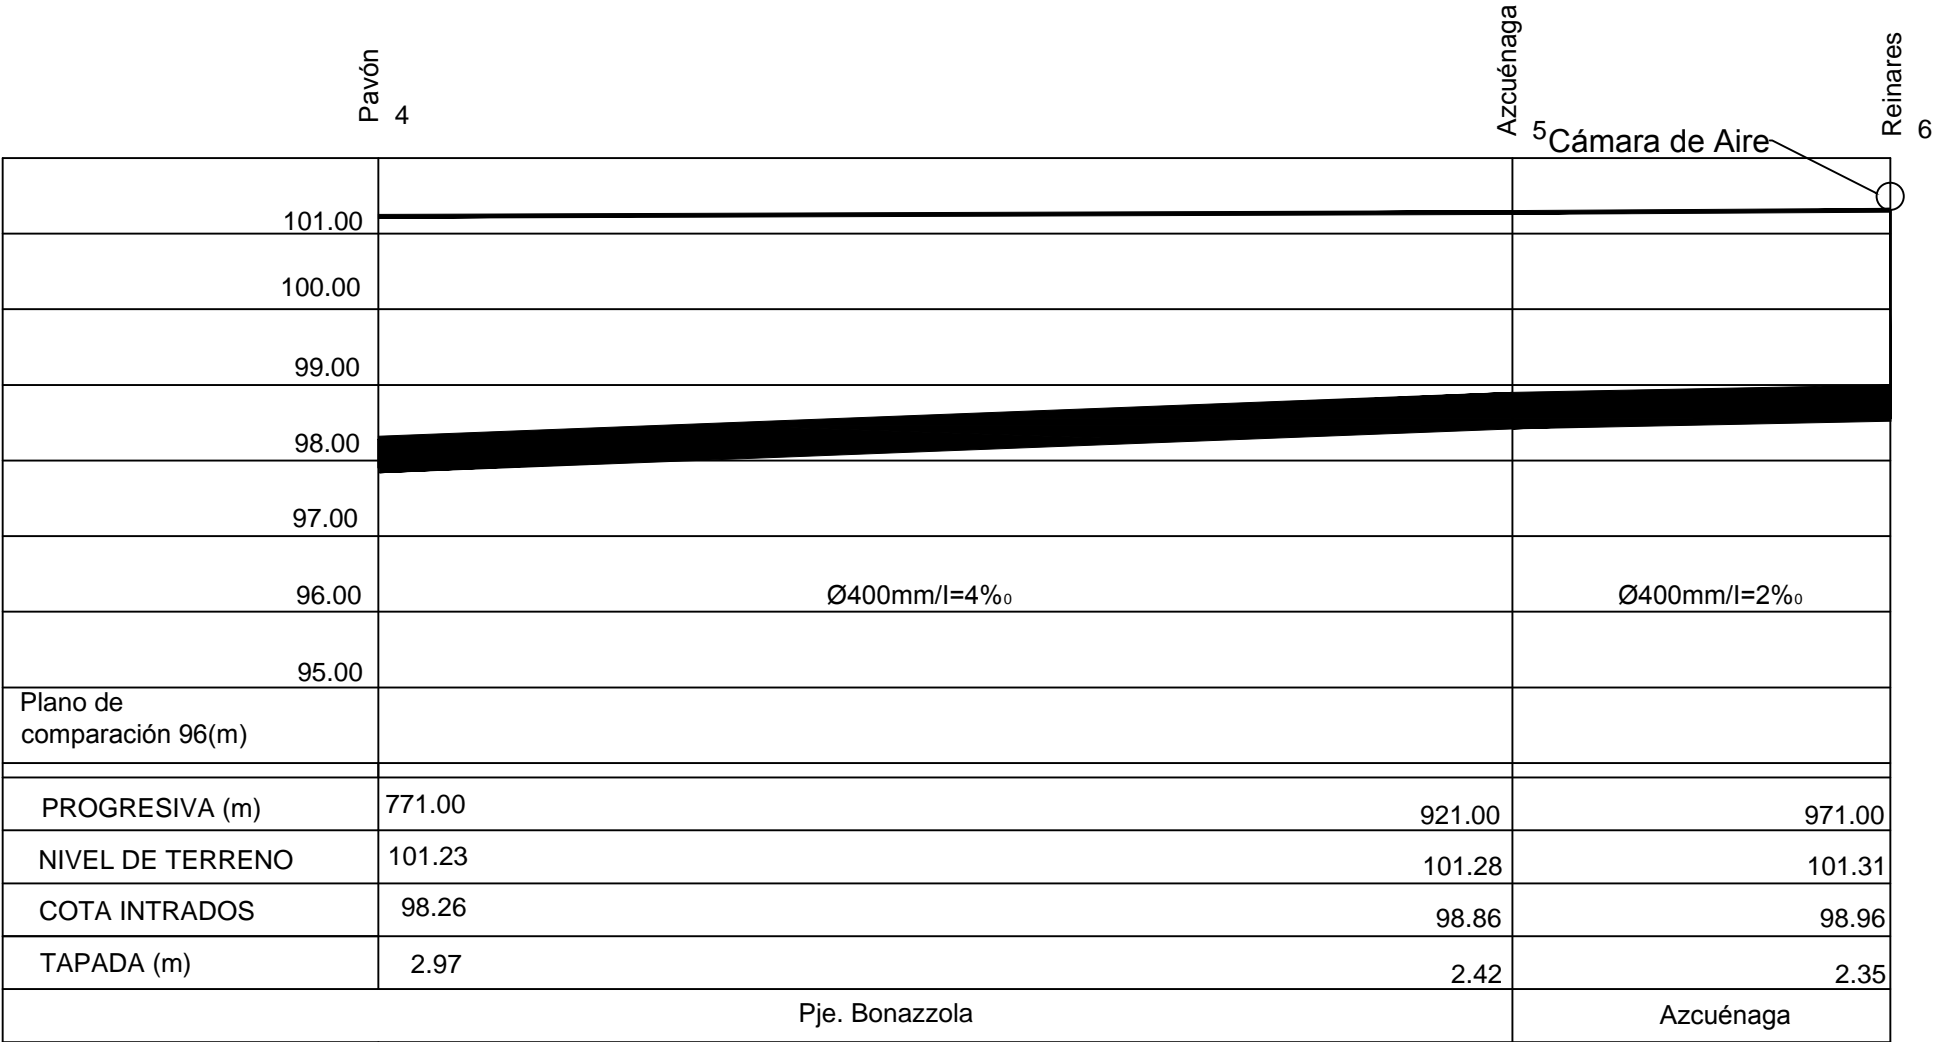 Pavón
4
Azcuénaga
5
Cámara de Aire
Reinares
6
101.00
100.00
99.00
98.00
97.00
96.00
Ø400mm/I=4%₀
Ø400mm/I=2%₀
95.00
Plano de
comparación 96(m)
PROGRESIVA (m)
771.00
921.00
971.00
NIVEL DE TERRENO
101.23
101.28
101.31
COTA INTRADOS
98.26
98.86
98.96
TAPADA (m)
2.97
2.42
2.35
Pje. Bonazzola
Azcuénaga